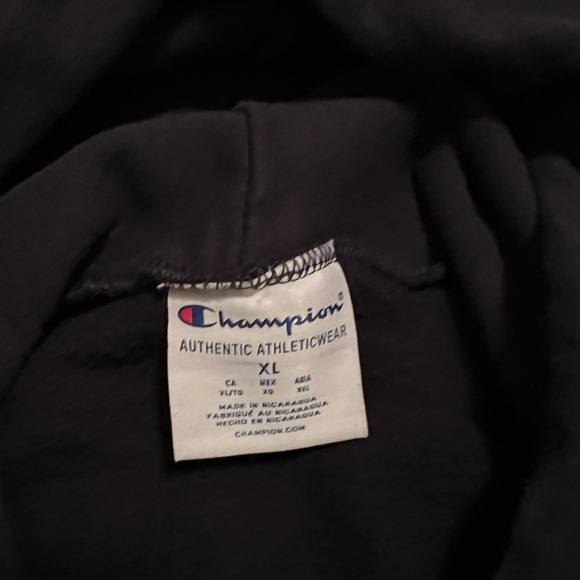 Champion®
AUTHENTIC ATHLETICWEAR
XL
CA MEX ASIA
XL/TG XG XXL
MADE IN NICARAGUA
FABRIQUÉ AU NICARAGUA
HECHO EN NICARAGUA
CHAMPION.COM